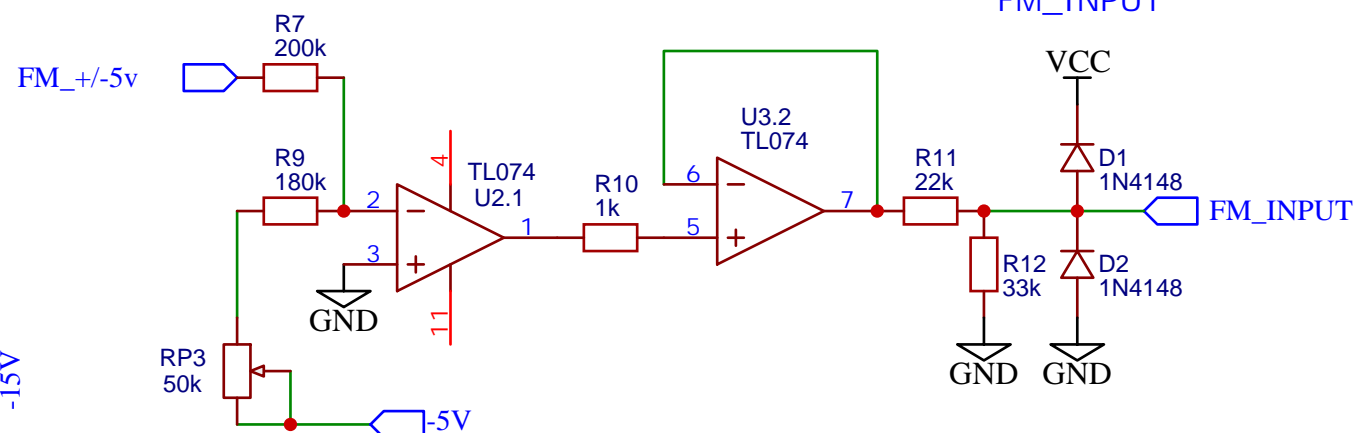 FM_INPUT
R7
200k
FM_+/-5v
VCC
U3.2
TL074
R9
180k
4
TL074
U2.1
R10
1k
R11
22k
D1
1N4148
2
6
7
FM_INPUT
3
1
5
R12
33k
D2
1N4148
GND
11
GND
GND
RP3
50k
-15V
-5V